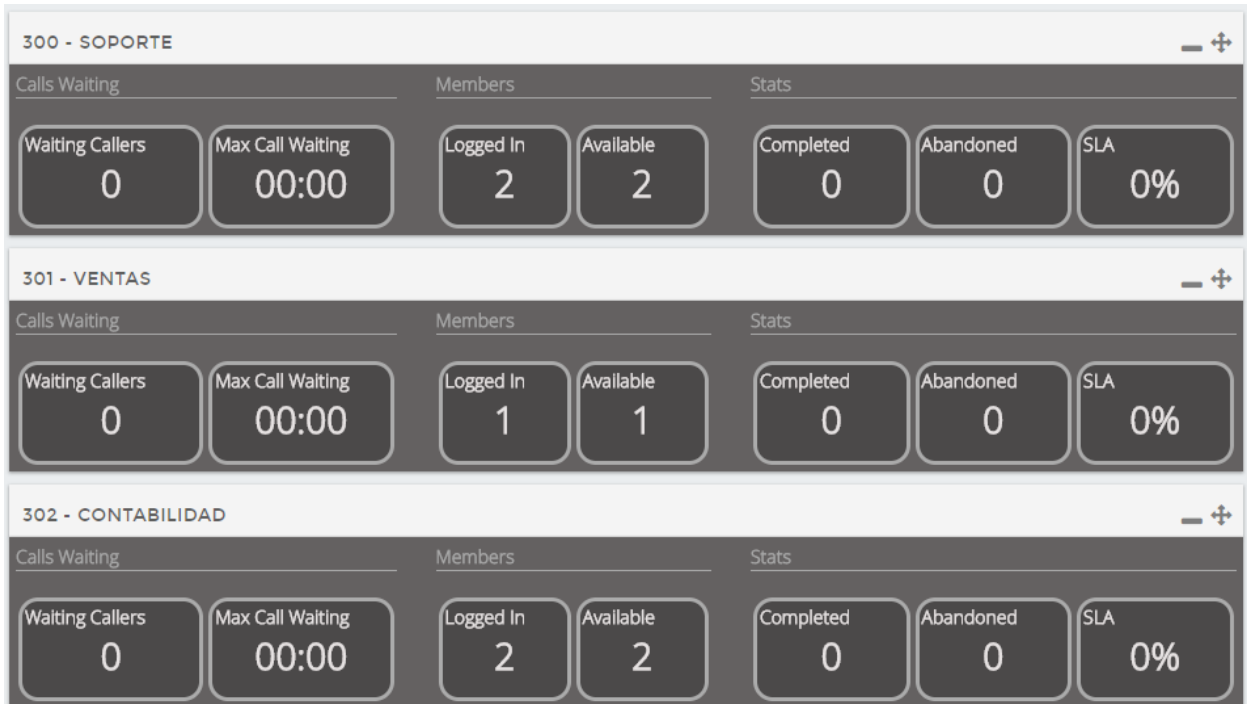 300 - SOPORTE
Calls Waiting Members Stats
Waiting Callers Max Call Waiting Logged In Available Completed Abandoned SLA
0 00:00 2 2 0 0 0%
301 - VENTAS
Calls Waiting Members Stats
Waiting Callers Max Call Waiting Logged In Available Completed Abandoned SLA
0 00:00 1 1 0 0 0%
302 - CONTABILIDAD
Calls Waiting Members Stats
Waiting Callers Max Call Waiting Logged In Available Completed Abandoned SLA
0 00:00 2 2 0 0 0%